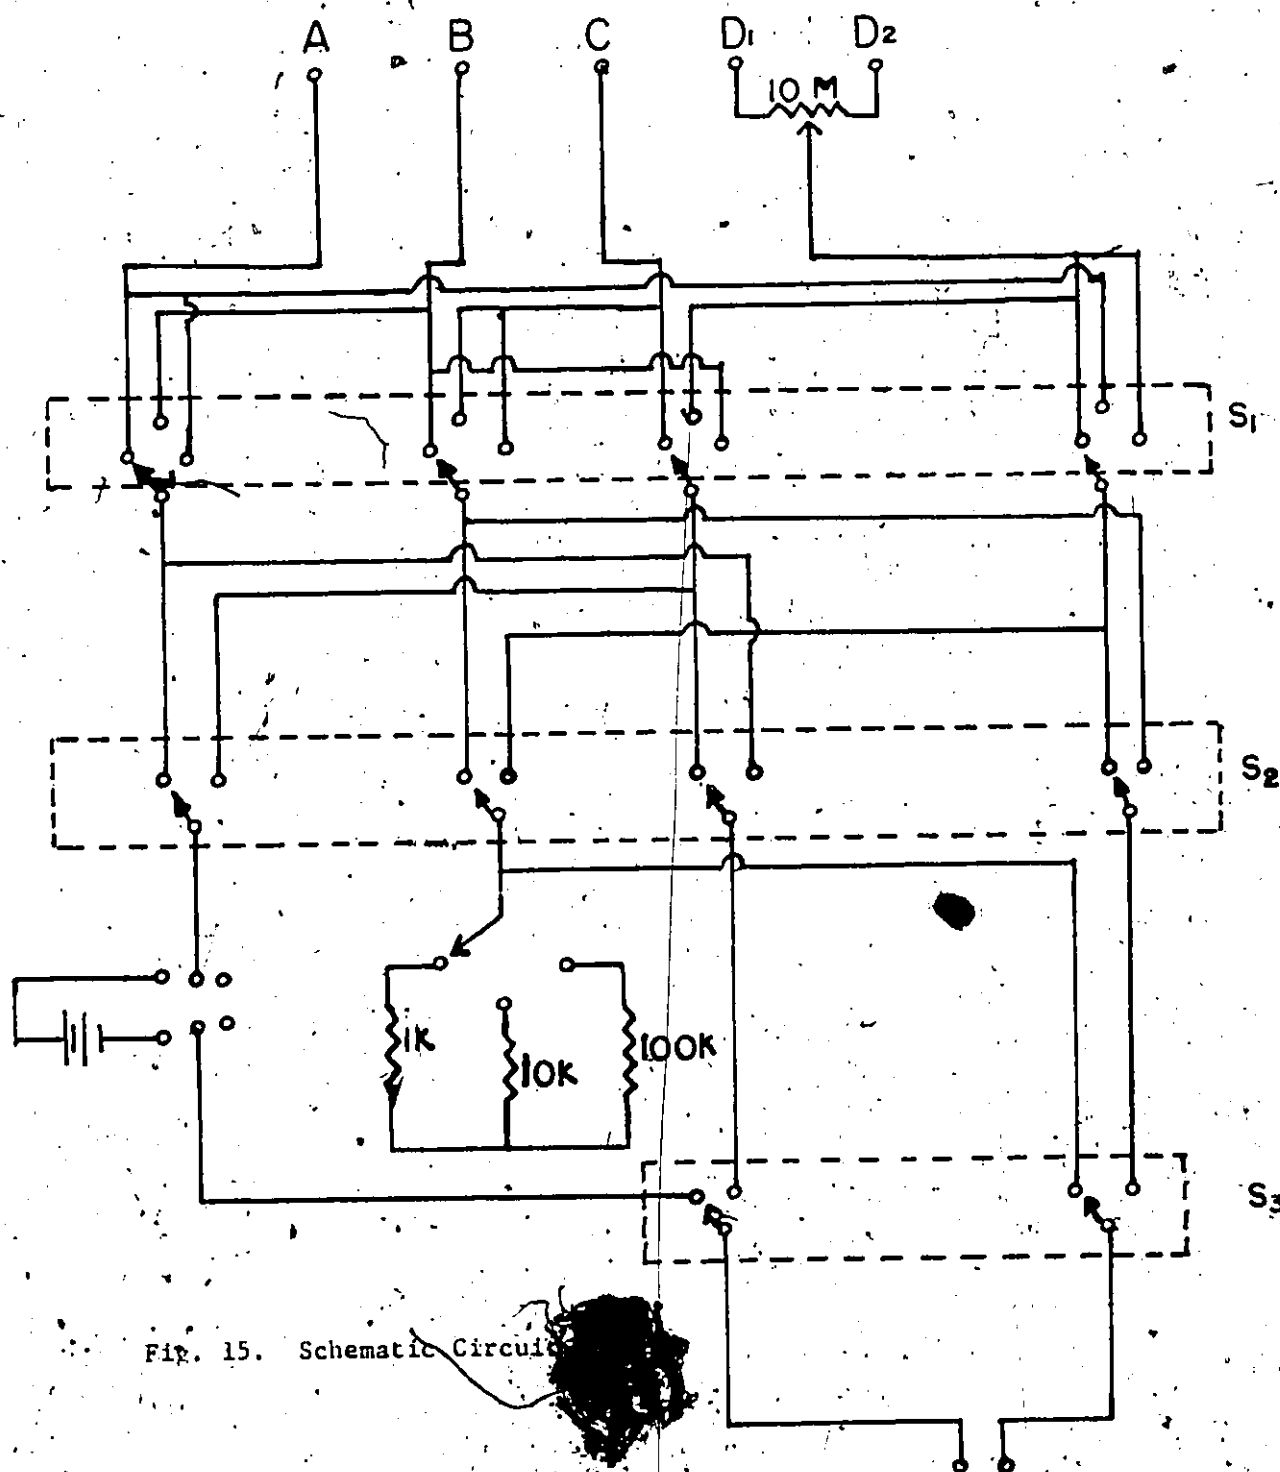 A B C D1 D2
10 M
S1
S2
1K
10K
100K
S3
Fig. 15. Schematic Circuit